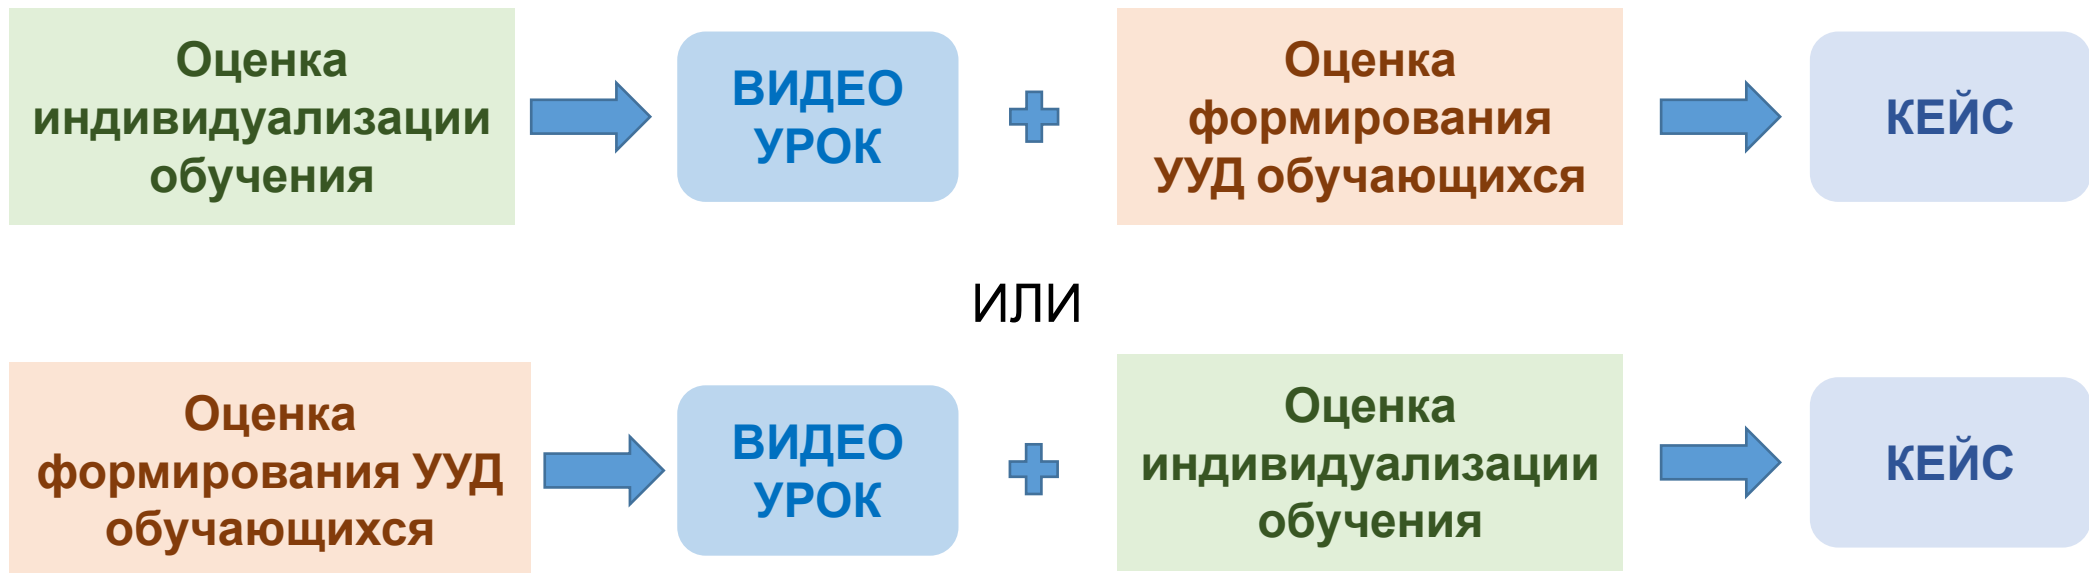 Оценка
индивидуализации
обучения
ВИДЕО
УРОК
Оценка
формирования
УУД обучающихся
КЕЙС
ИЛИ
Оценка
формирования УУД
обучающихся
ВИДЕО
УРОК
Оценка
индивидуализации
обучения
КЕЙС